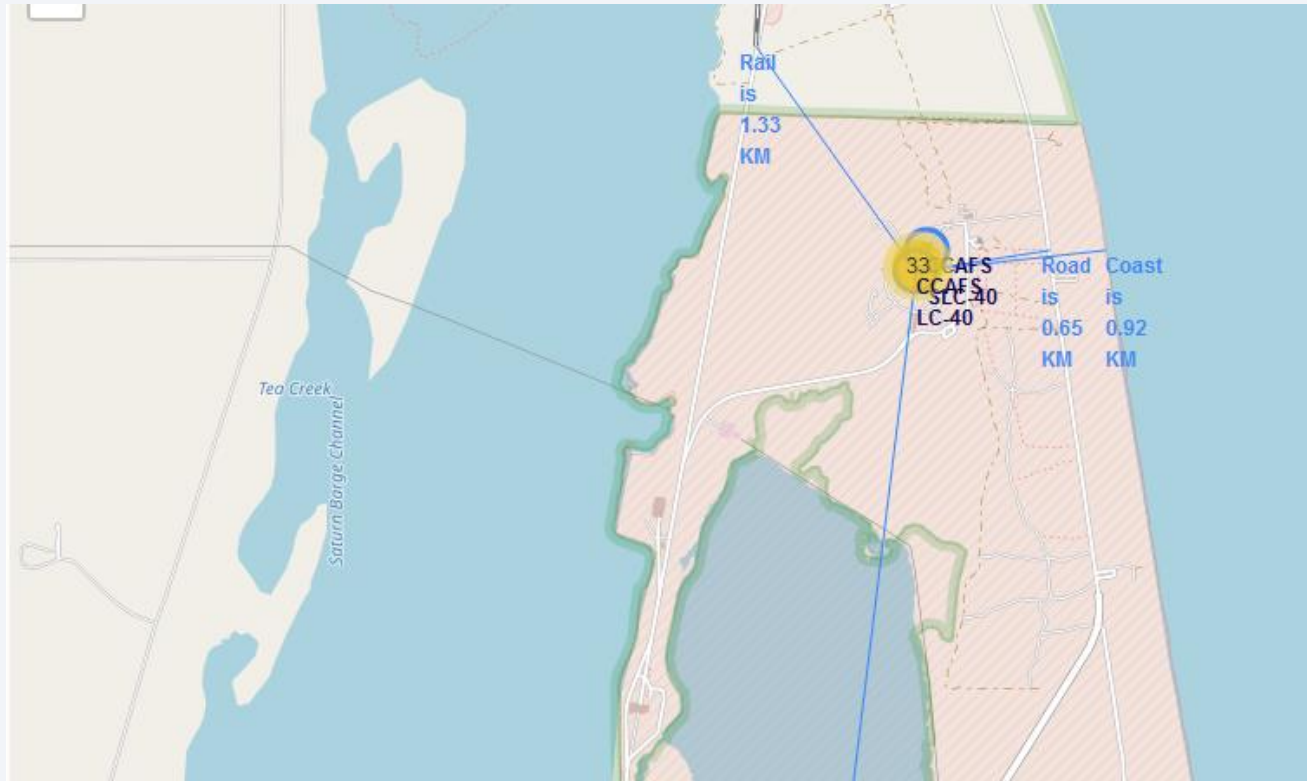 Rail
is
1.33
KM
33
CCAFS
CCAFS
SLC-40
LC-40
Road
is
0.65
KM
Coast
is
0.92
KM
Tea Creek
Saturn Barge Channel